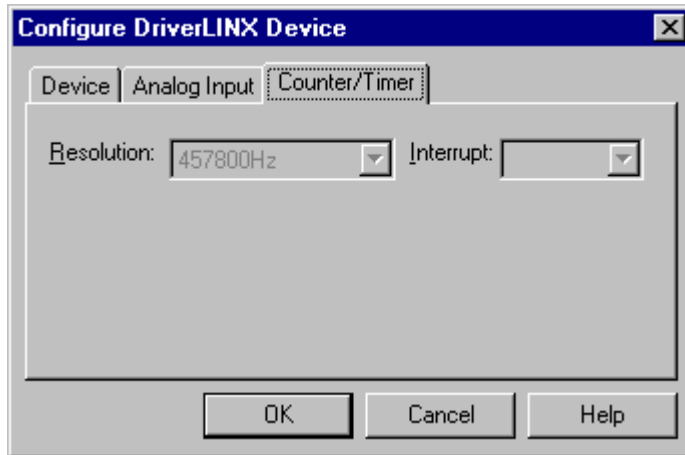 Configure DriverLINX Device
Device Analog Input Counter/Timer
Resolution: 457800Hz Interrupt:
OK Cancel Help